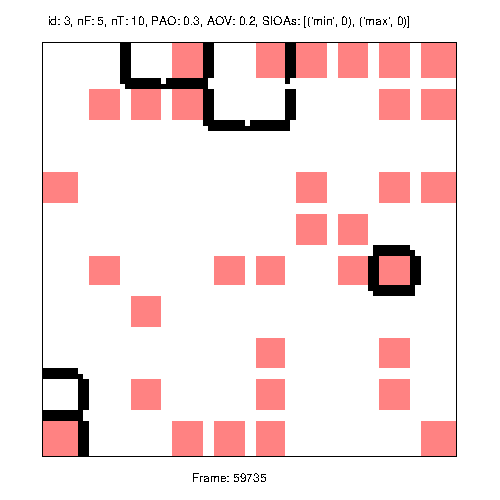 id: 3, nF: 5, nT: 10, PAO: 0.3, AOV: 0.2, SIOAs: [('min', 0), ('max', 0)]
Frame: 59735